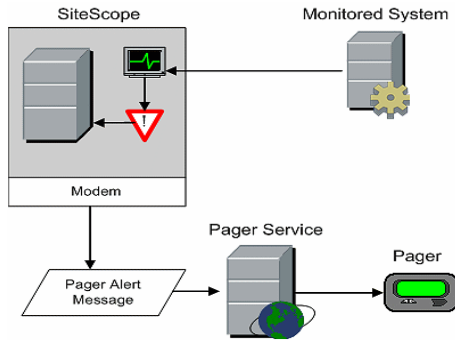 SiteScope
Monitored System
!
Modem
Pager Service
Pager
Pager Alert
Message